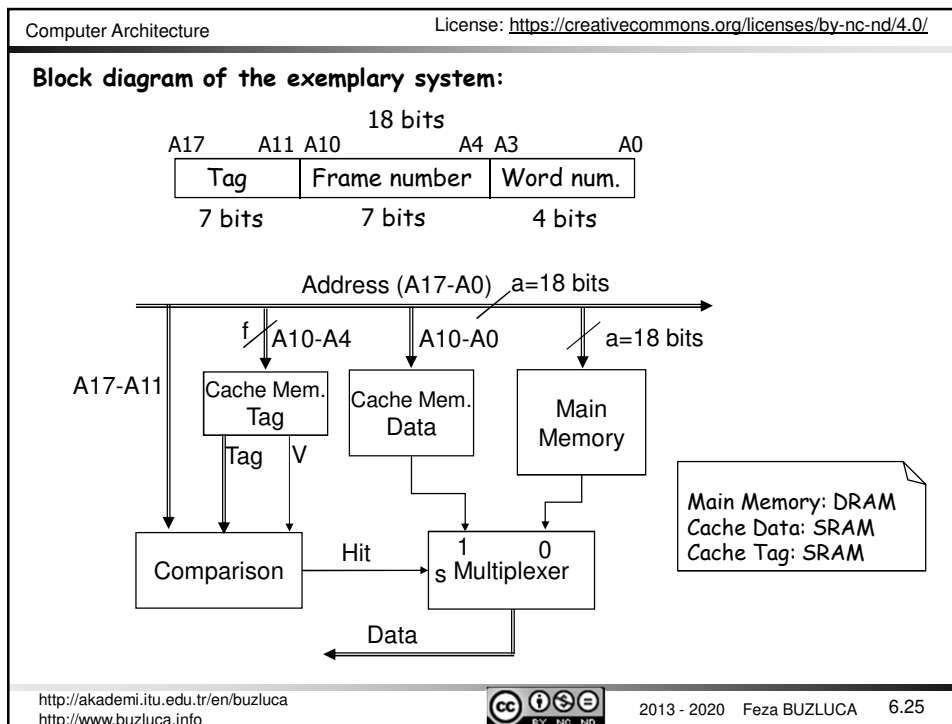 Computer Architecture
License: https://creativecommons.org/licenses/by-nc-nd/4.0/
Block diagram of the exemplary system:
18 bits
A17 A11 A10 A4 A3 A0
Tag Frame number Word num.
7 bits 7 bits 4 bits
Address (A17-A0) a=18 bits
f A10-A4 A10-A0 a=18 bits
A17-A11
Cache Mem.
Tag
Cache Mem.
Data
Main
Memory
Tag V
Main Memory: DRAM
Cache Data: SRAM
Cache Tag: SRAM
Comparison
Hit
1 0
s Multiplexer
Data
http://akademi.itu.edu.tr/en/buzluca
http://www.buzluca.info
cc BY NC ND
2013 - 2020 Feza BUZLUCA 6.25